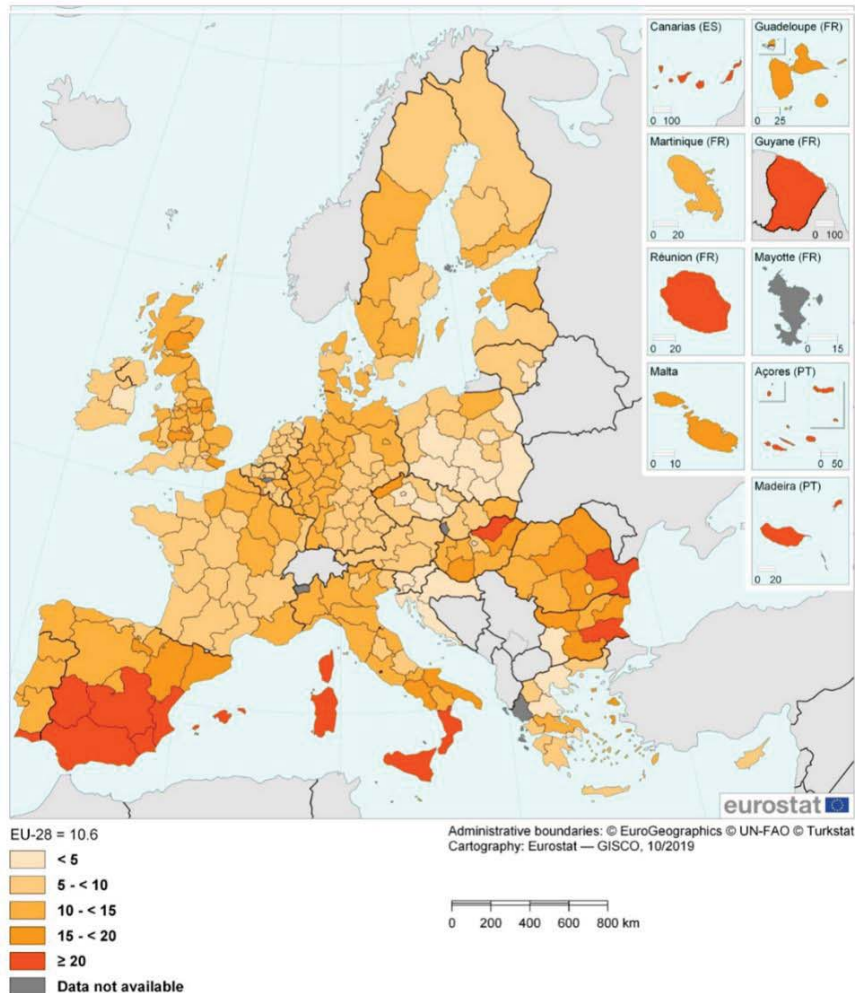 Canarias (ES)
0 100
Guadeloupe (FR)
0 25
Martinique (FR)
0 20
Guyane (FR)
0 100
Réunion (FR)
0 20
Mayotte (FR)
0 15
Malta
0 10
Açores (PT)
0 50
Madeira (PT)
0 20
eurostat
EU-28 = 10.6
< 5
5 - < 10
10 - < 15
15 - < 20
≥ 20
Data not available
Administrative boundaries: © EuroGeographics © UN-FAO © Turkstat
Cartography: Eurostat — GISCO, 10/2019
0 200 400 600 800 km